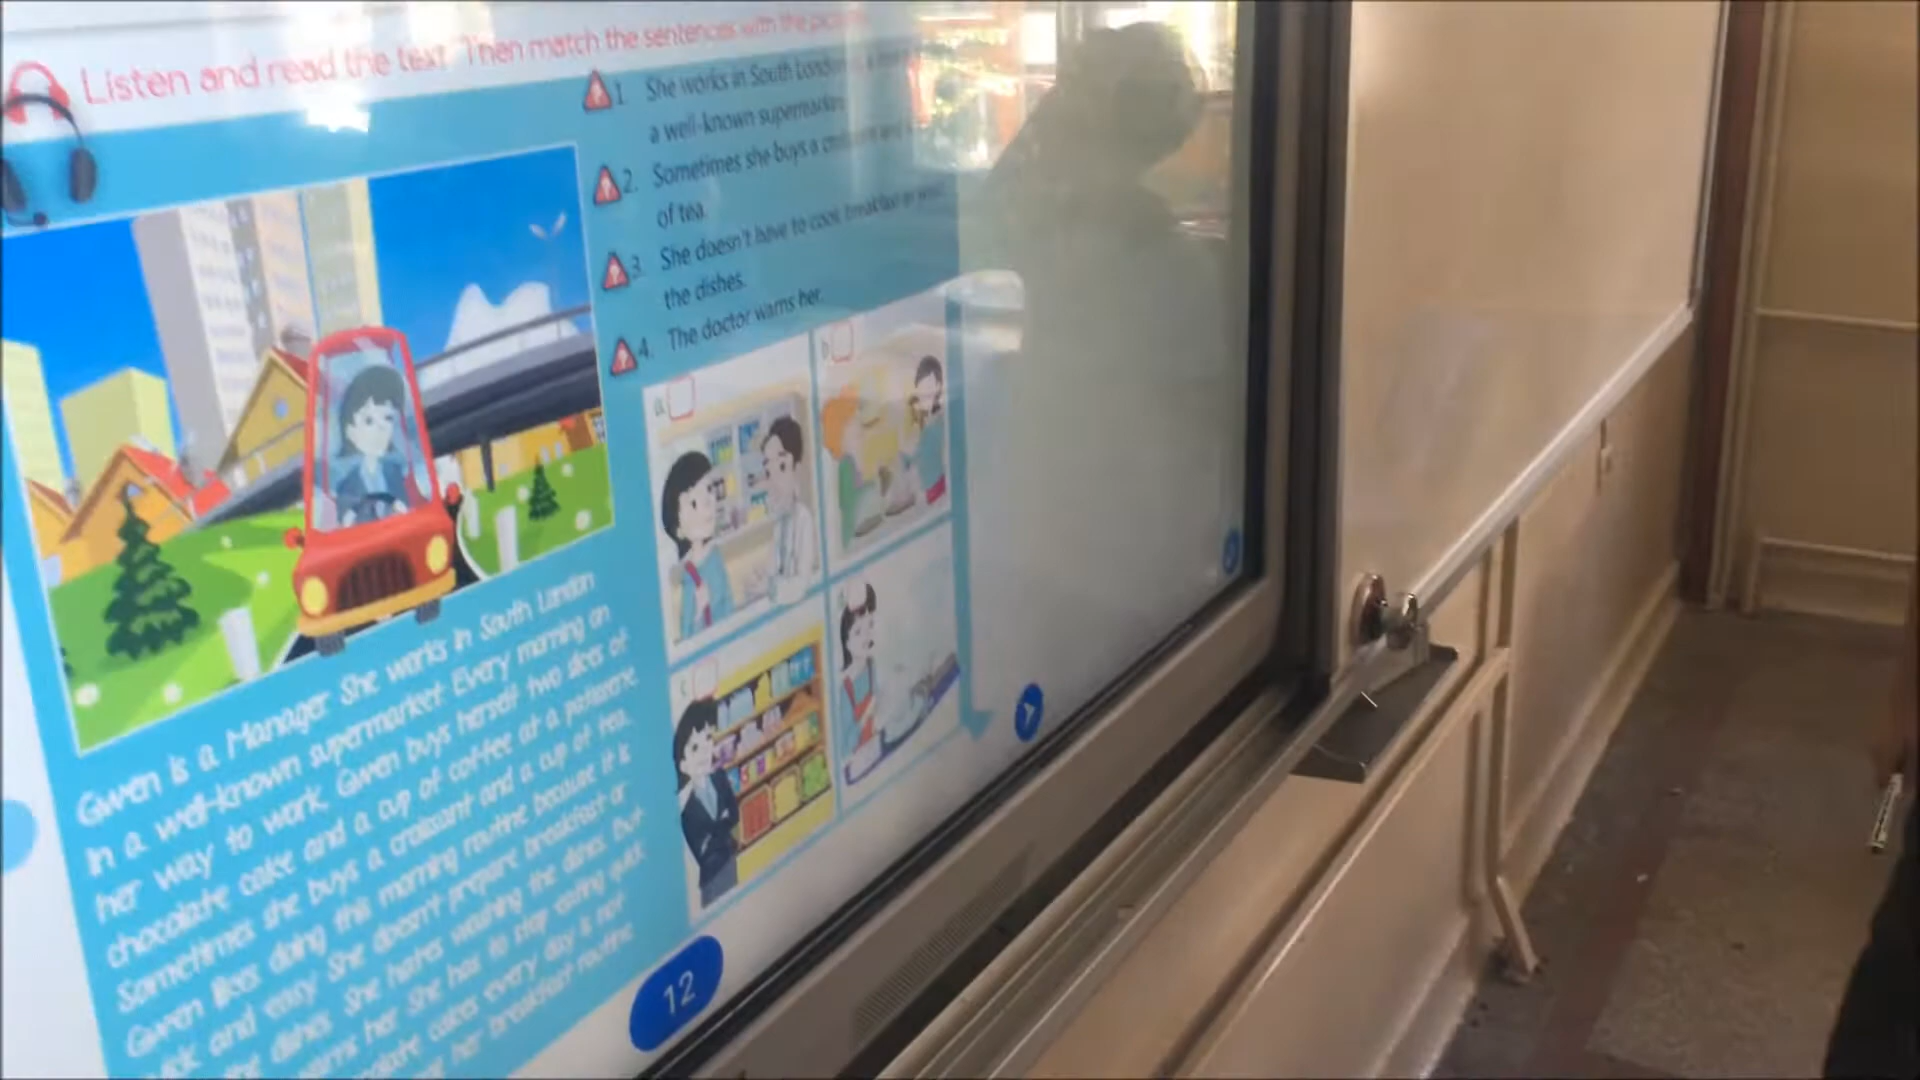 Listen and read the text. Then match the sentences with the
1. She works in South
a well-known supermarket.
2. Sometimes she buys a and
of tea.
3. She doesn't have to cook breakfast or wash
the dishes.
4. The doctor warns her.
a
b
c
Gwen is a Manager. She works in South London
in a well-known supermarket. Every morning on
her way to work, Gwen buys herself two slices of
chocolate cake and a cup of coffee at a patisserie.
Sometimes she buys a croissant and a cup of tea.
Gwen likes doing this morning routine because it is
and easy. She doesn't prepare breakfast or
dishes. She hates washing the dishes. But
warns her. She has to stop eating
cakes every day is not
her breakfast routine
12